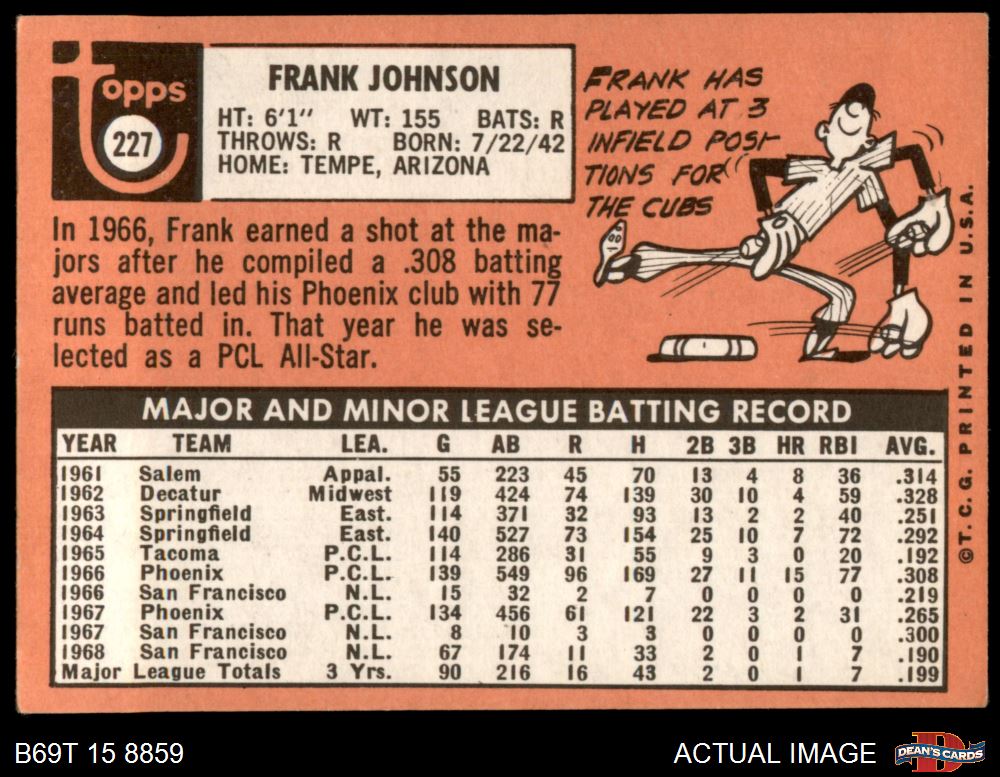 Topps
227
FRANK JOHNSON
HT: 6'1" WT: 155 BATS: R
THROWS: R BORN: 7/22/42
HOME: TEMPE, ARIZONA
In 1966, Frank earned a shot at the ma-
jors after he compiled a .308 batting
average and led his Phoenix club with 77
runs batted in. That year he was se-
lected as a PCL All-Star.
FRANK HAS
PLAYED AT 3
INFIELD POSI-
TIONS FOR
THE CUBS
MAJOR AND MINOR LEAGUE BATTING RECORD
YEAR TEAM LEA. G AB R H 2B 3B HR RBI AVG.
1961 Salem Appal. 55 223 45 70 13 4 8 36 .314
1962 Decatur Midwest 119 424 74 139 30 10 4 59 .328
1963 Springfield East. 114 371 32 93 13 2 2 40 .251
1964 Springfield East. 140 527 73 154 25 10 7 72 .292
1965 Tacoma P.C.L. 114 286 31 55 9 3 0 20 .192
1966 Phoenix P.C.L. 139 549 96 169 27 11 15 77 .308
1966 San Francisco N.L. 15 32 2 7 0 0 0 0 .219
1967 Phoenix P.C.L. 134 456 61 121 22 3 2 31 .265
1967 San Francisco N.L. 8 10 3 3 0 0 0 0 .300
1968 San Francisco N.L. 67 174 11 33 2 0 1 7 .190
Major League Totals 3 Yrs. 90 216 16 43 2 0 1 7 .199
©T.C.G. PRINTED IN U.S.A.
B69T 15 8859
ACTUAL IMAGE
DEAN'S CARDS